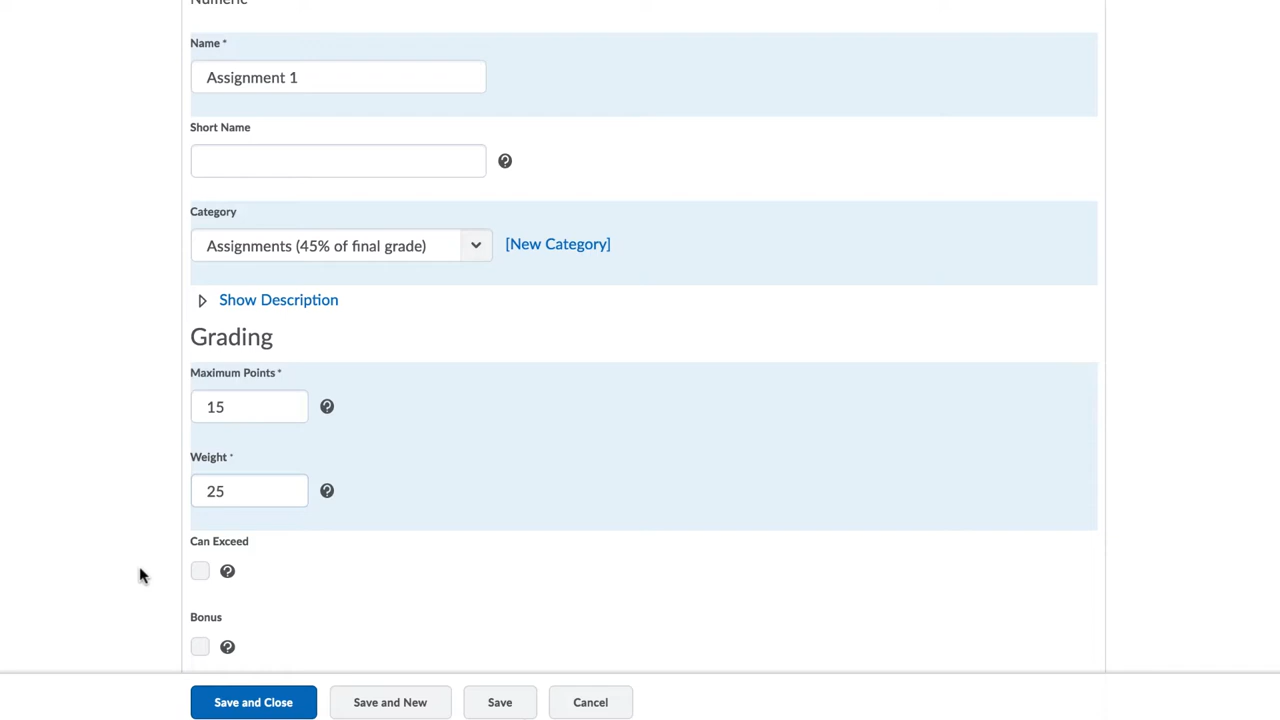 Numeric
Name *
Assignment 1
Short Name
Category
Assignments (45% of final grade)
[New Category]
Show Description
Grading
Maximum Points *
15
Weight *
25
Can Exceed
Bonus
Save and Close
Save and New
Save
Cancel